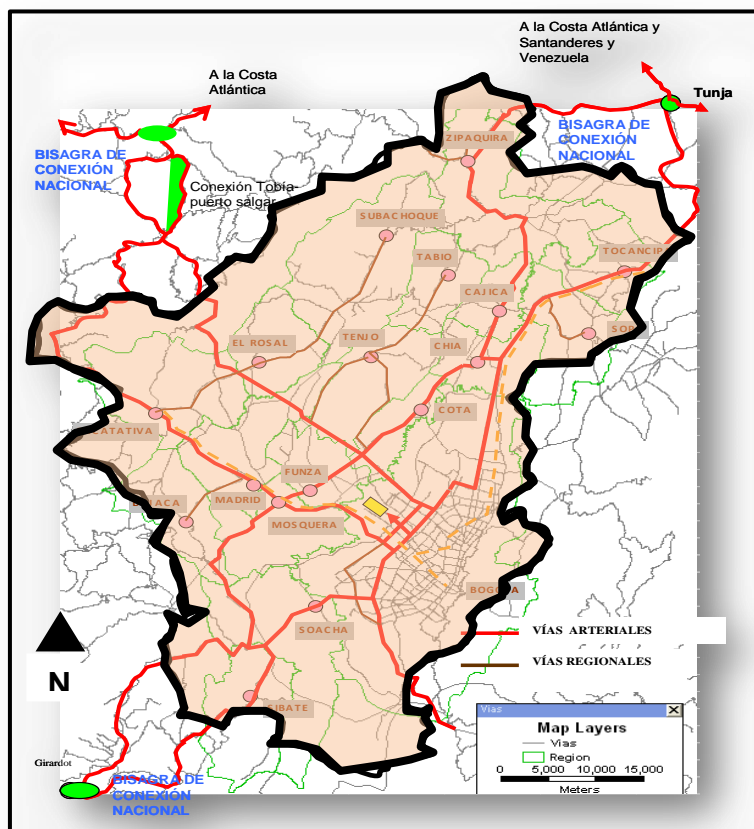 A la Costa Atlántica y
Santanderes y
Venezuela
A la Costa
Atlántica
Tunja
BISAGRA DE
CONEXIÓN
NACIONAL
BISAGRA DE
CONEXIÓN
NACIONAL
Conexión Tobia-
puerto salgar
ZIPAQUIRA
SUBACHOQUE
TABIO
TOCANCIPA
CAJICA
SOPO
EL ROSAL
TENJO
CHIA
COTA
FUNZA
MADRID
MOSQUERA
BOGOTA
SOACHA
VÍAS ARTERIALES
VÍAS REGIONALES
N
SIBATE
Vias
Map Layers
Vias
Region
0 5,000 10,000 15,000
Meters
Girardot
BISAGRA DE
CONEXIÓN
NACIONAL